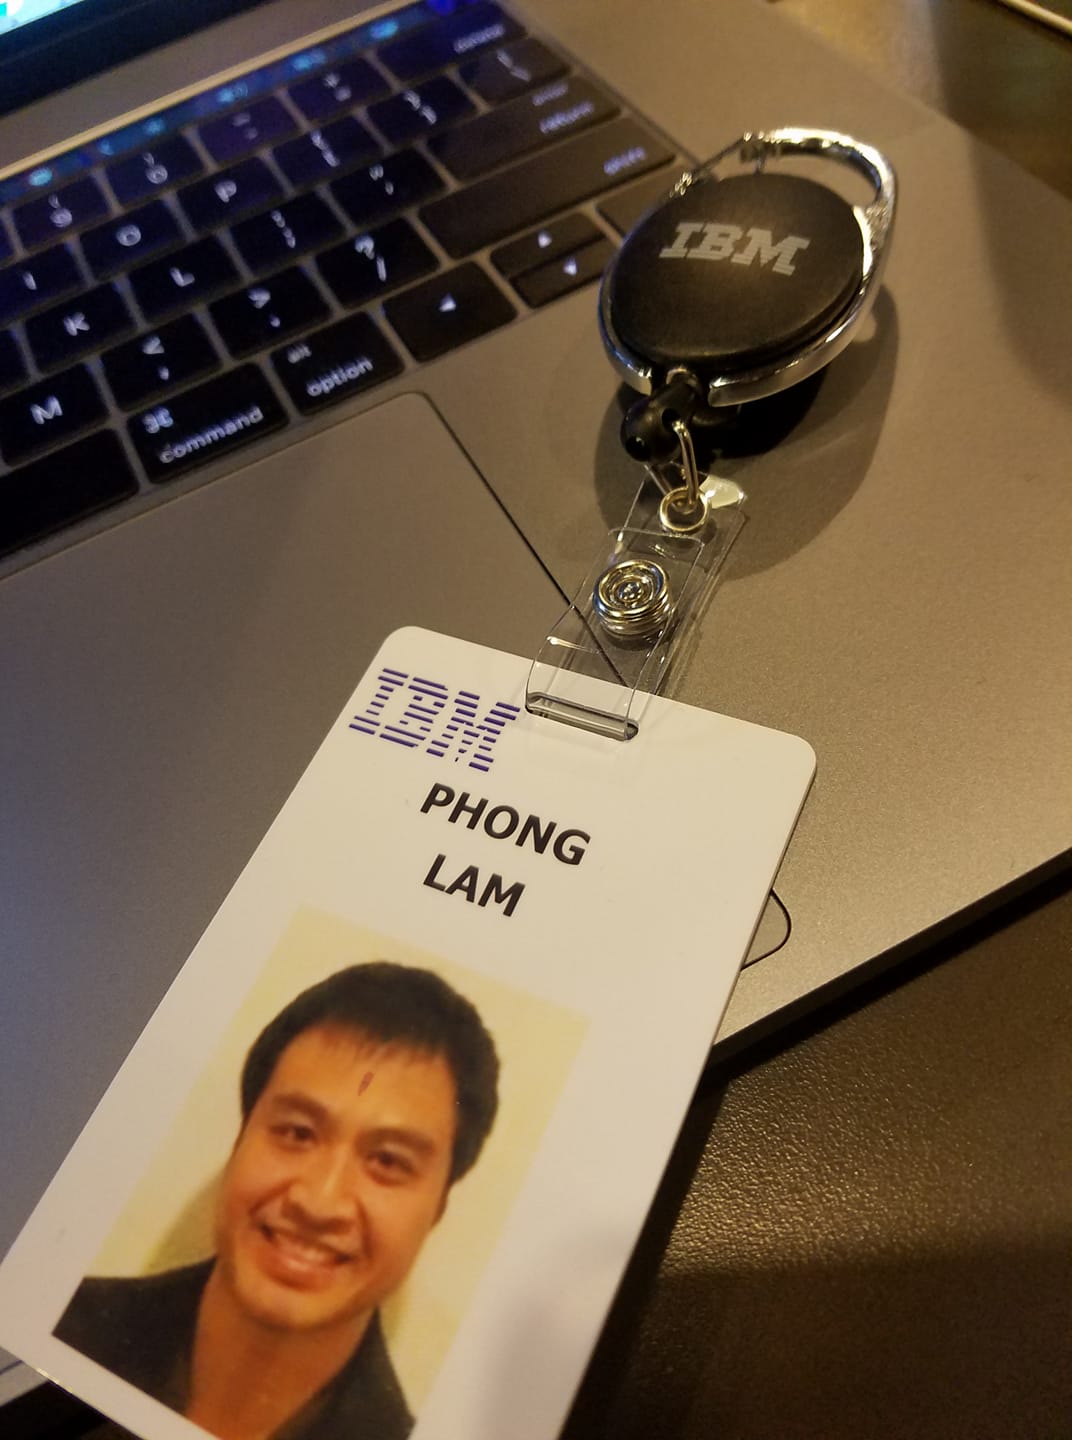 delete
return
shift
O
P
L
K
M
?
/
<
,
alt
option
⌘
command
IBM
IBM
PHONG
LAM